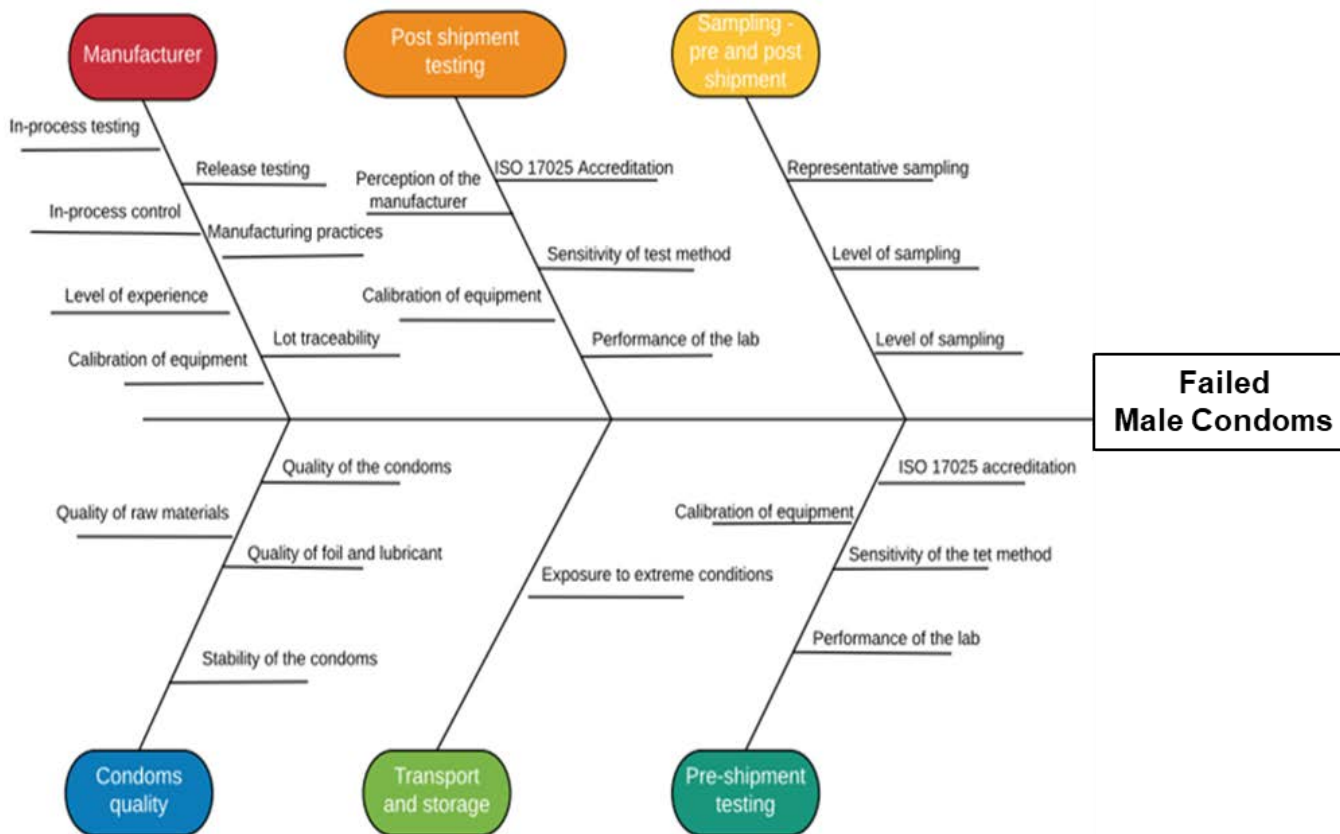 Manufacturer
Post shipment
testing
Sampling -
pre and post
shipment
In-process testing
Release testing
In-process control
Manufacturing practices
Level of experience
Lot traceability
Calibration of equipment
ISO 17025 Accreditation
Perception of the
manufacturer
Sensitivity of test method
Calibration of equipment
Performance of the lab
Representative sampling
Level of sampling
Level of sampling
Failed
Male Condoms
Quality of the condoms
Quality of raw materials
Quality of foil and lubricant
Stability of the condoms
Exposure to extreme conditions
ISO 17025 accreditation
Calibration of equipment
Sensitivity of the tet method
Performance of the lab
Condoms
quality
Transport
and storage
Pre-shipment
testing